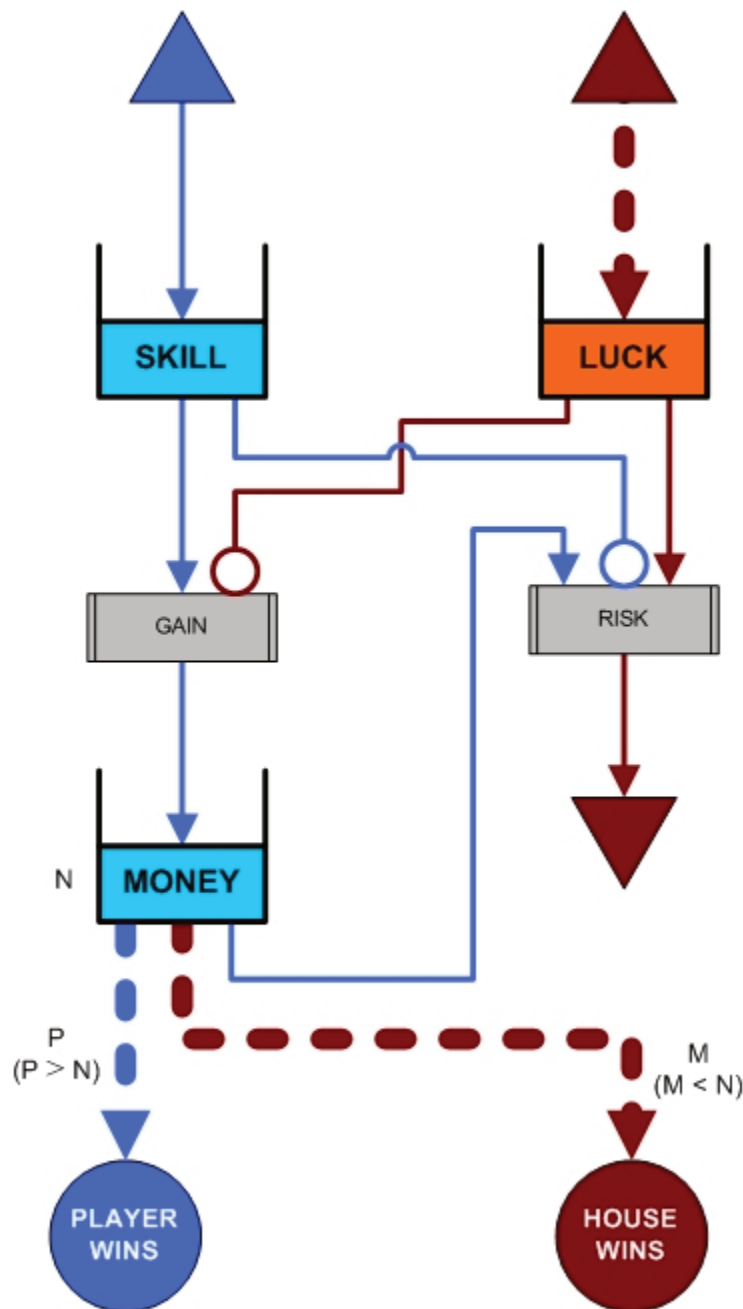 SKILL
LUCK
GAIN
RISK
N
MONEY
P
(P > N)
M
(M < N)
PLAYER
WINS
HOUSE
WINS